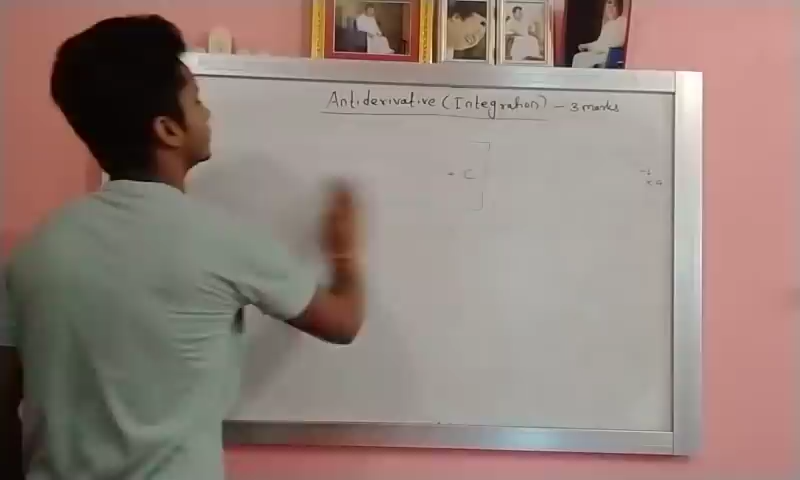 Antiderivative (Integration) - 3 marks
+ C ]